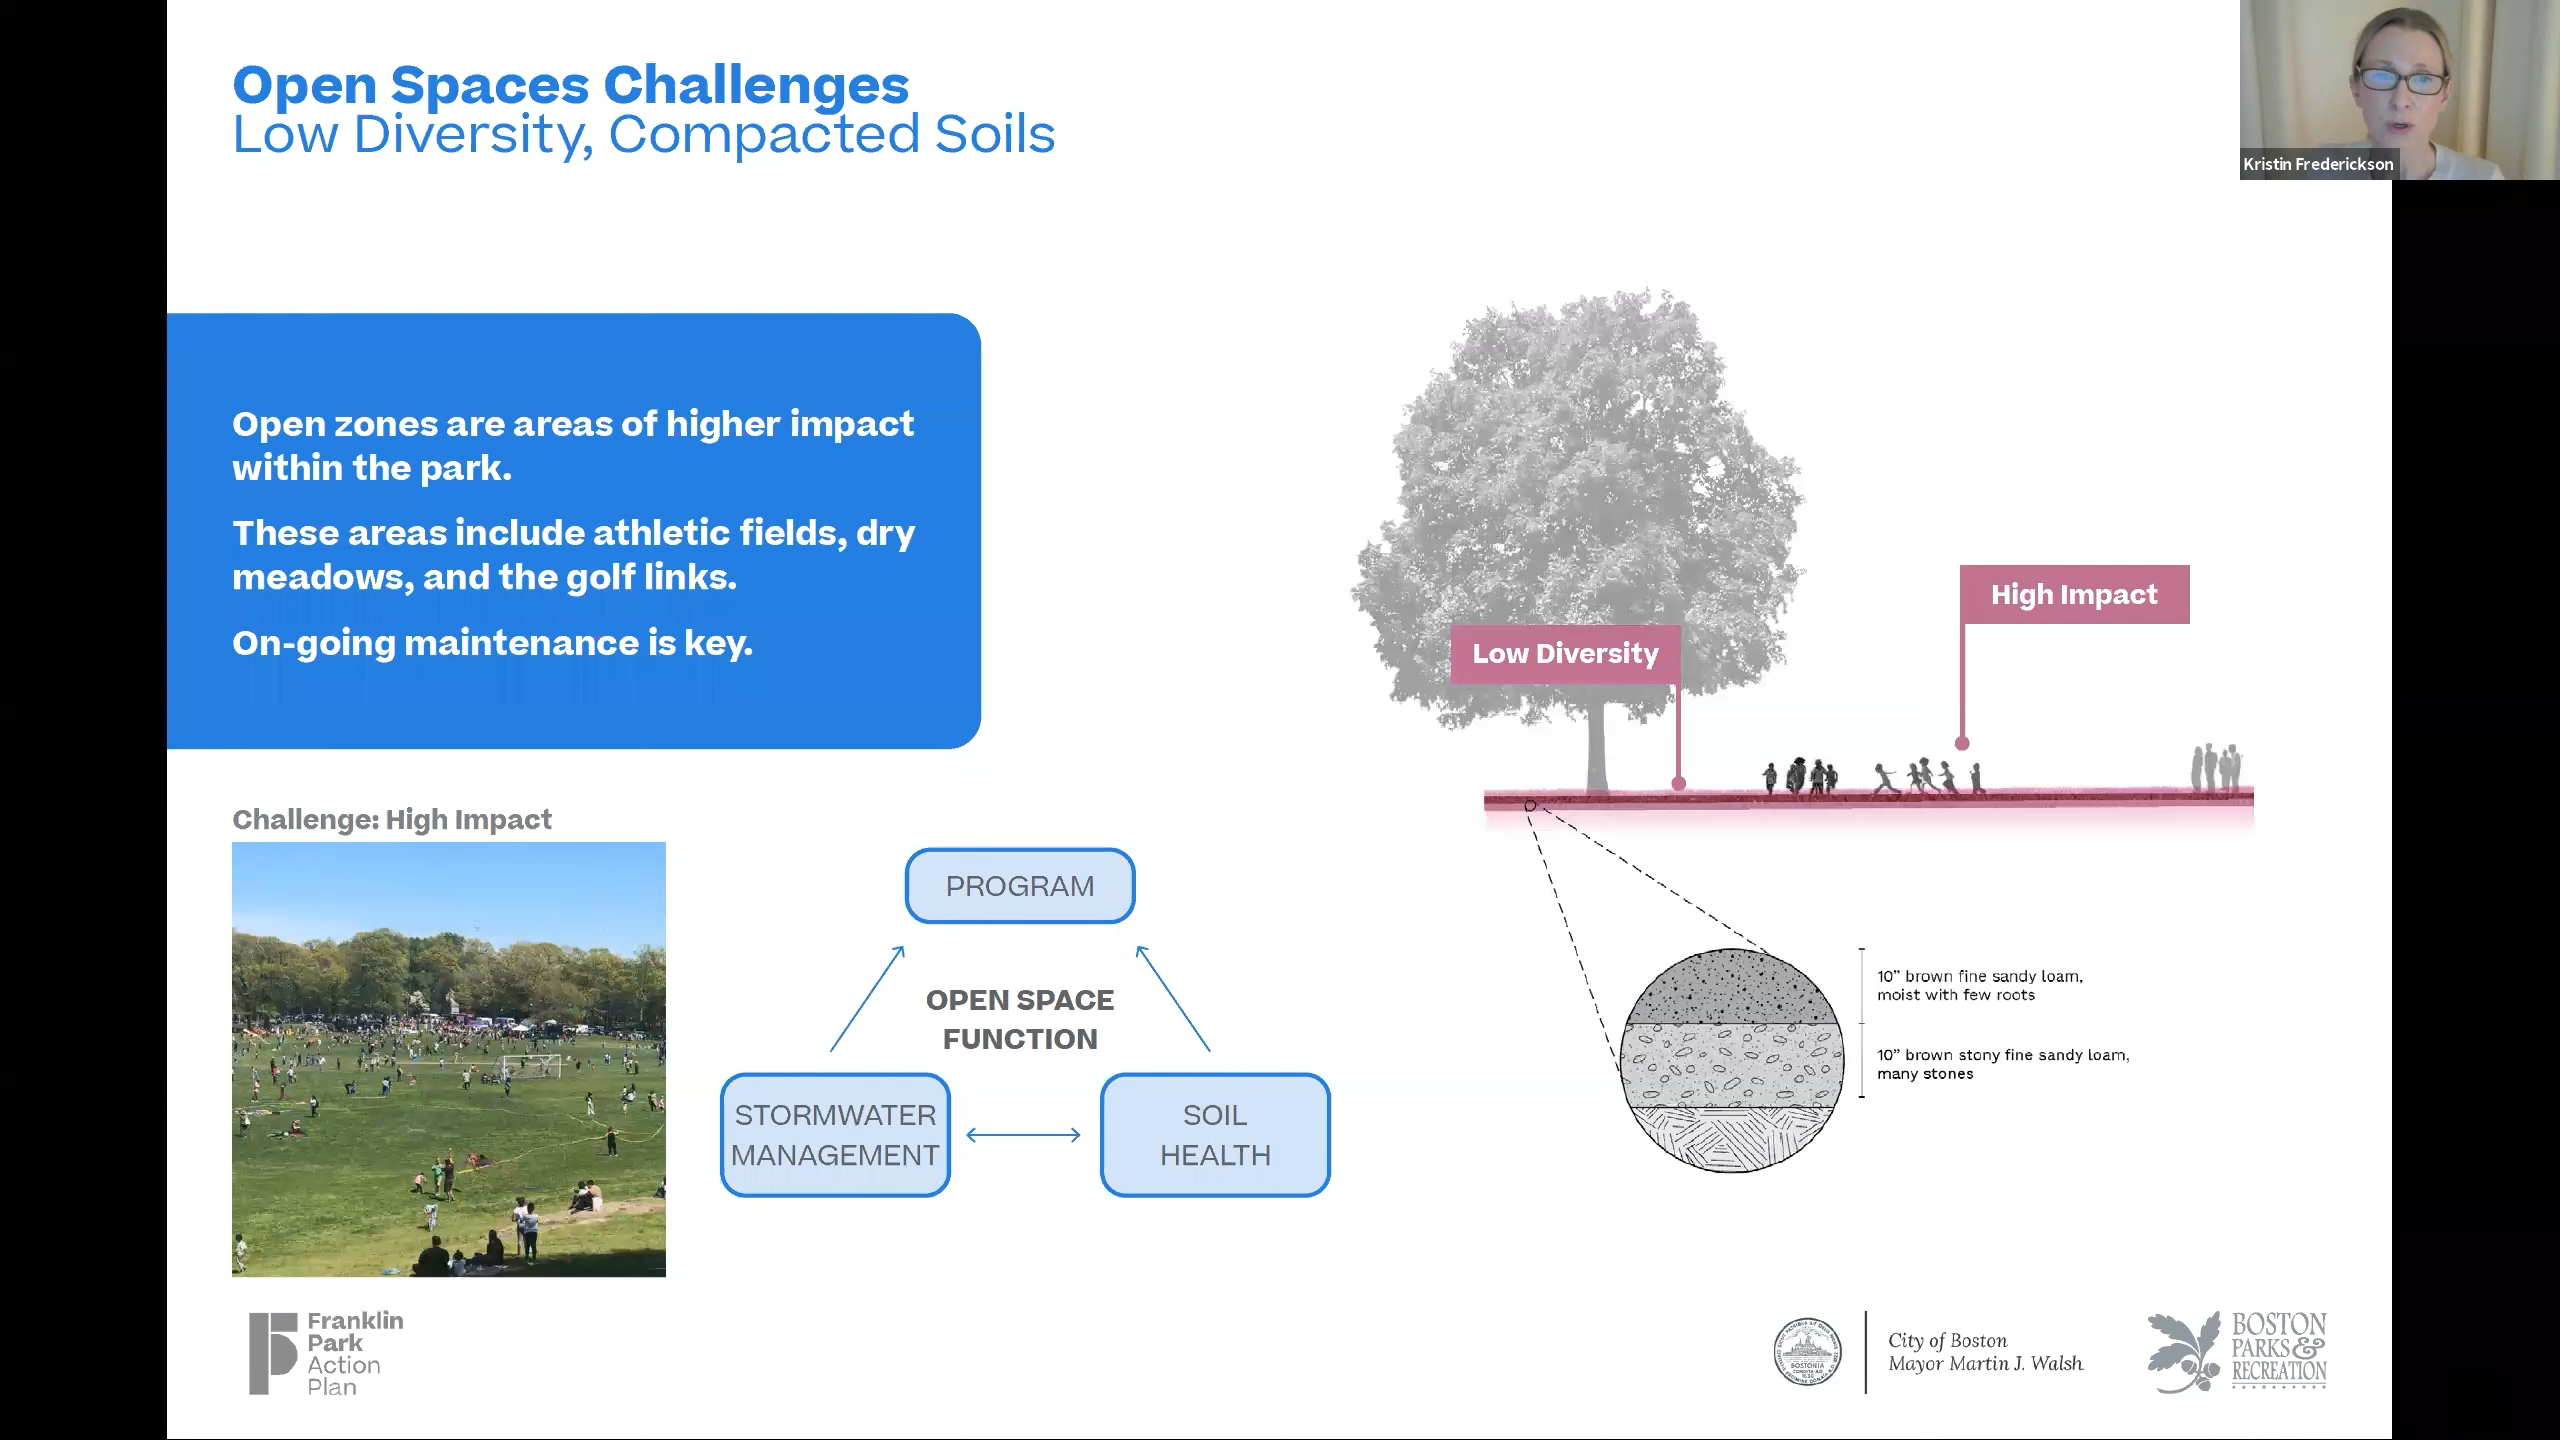 Open Spaces Challenges
Low Diversity, Compacted Soils
Kristin Frederickson
Open zones are areas of higher impact
within the park.
These areas include athletic fields, dry
meadows, and the golf links.
On-going maintenance is key.
High Impact
Low Diversity
Challenge: High Impact
PROGRAM
OPEN SPACE
FUNCTION
STORMWATER
MANAGEMENT
SOIL
HEALTH
10” brown fine sandy loam,
moist with few roots
10” brown stony fine sandy loam,
many stones
Franklin
Park
Action
Plan
BOSTONIA
City of Boston
Mayor Martin J. Walsh
BOSTON
PARKS &
RECREATION